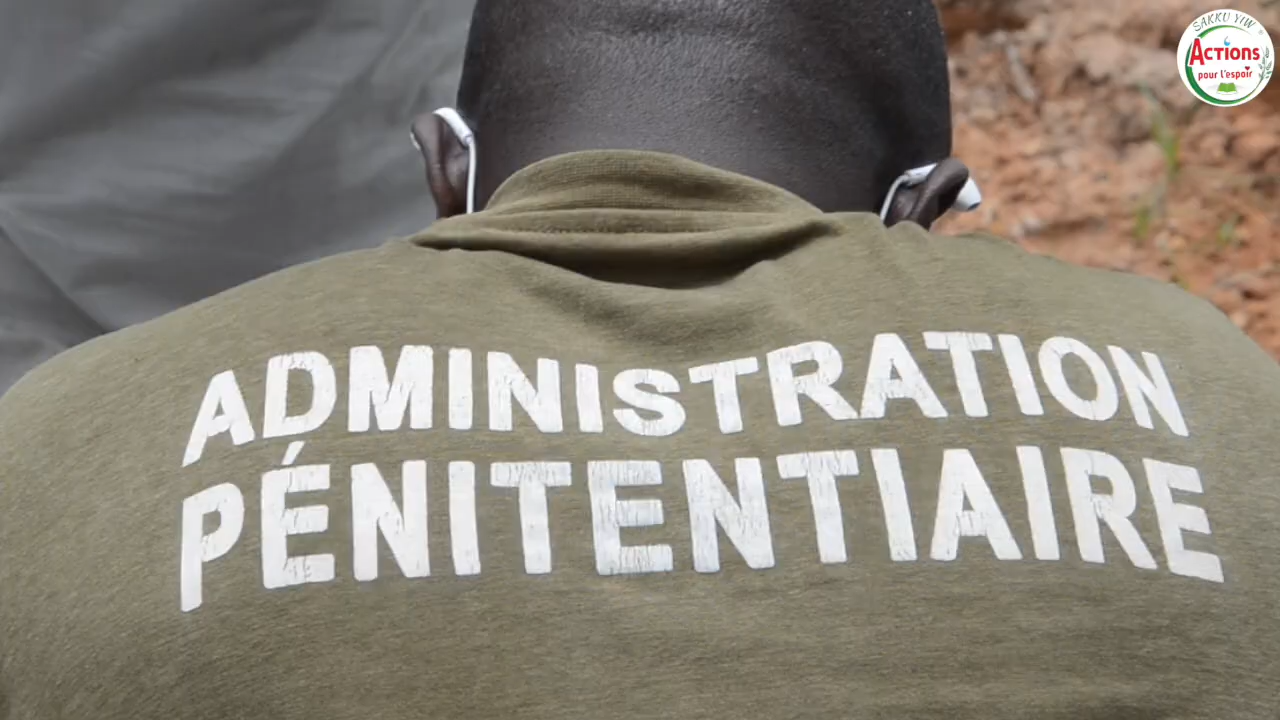 SAKKU YIW
Actions
pour l'espoir
ADMINISTRATION
PÉNITENTIAIRE